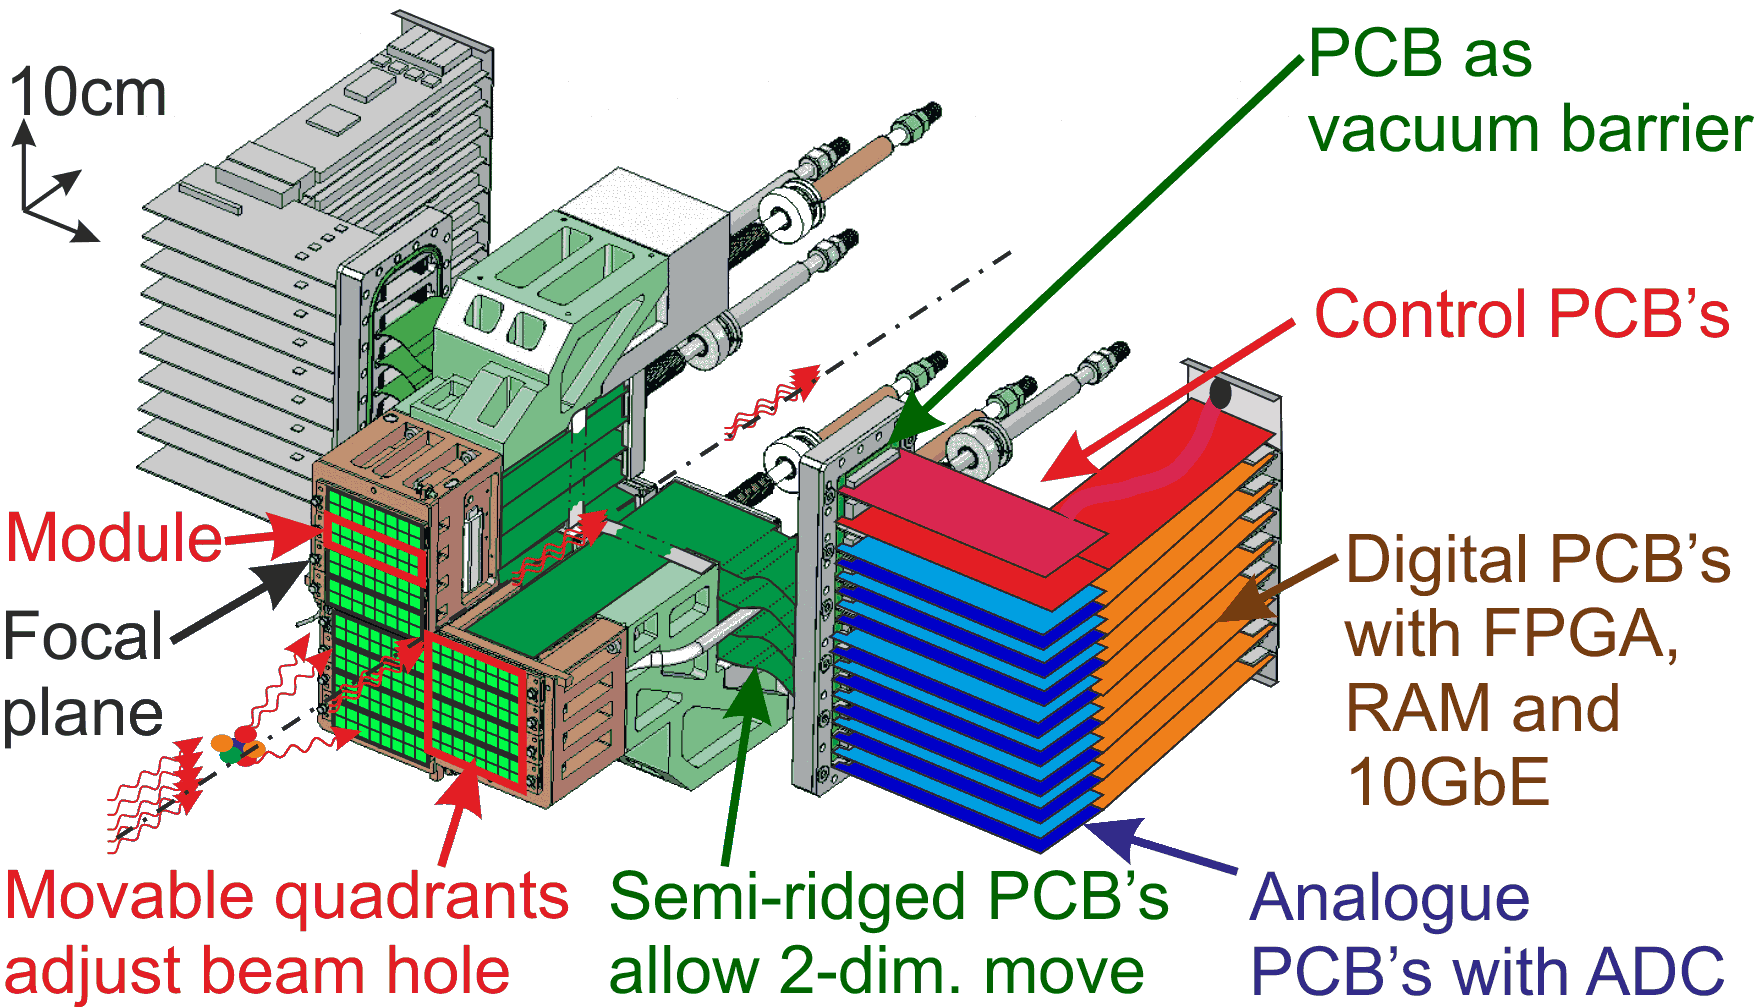 10cm
PCB as
vacuum barrier
Control PCB's
Module
Focal
plane
Digital PCB's
with FPGA,
RAM and
10GbE
Movable quadrants
adjust beam hole
Semi-ridged PCB's
allow 2-dim. move
Analogue
PCB's with ADC